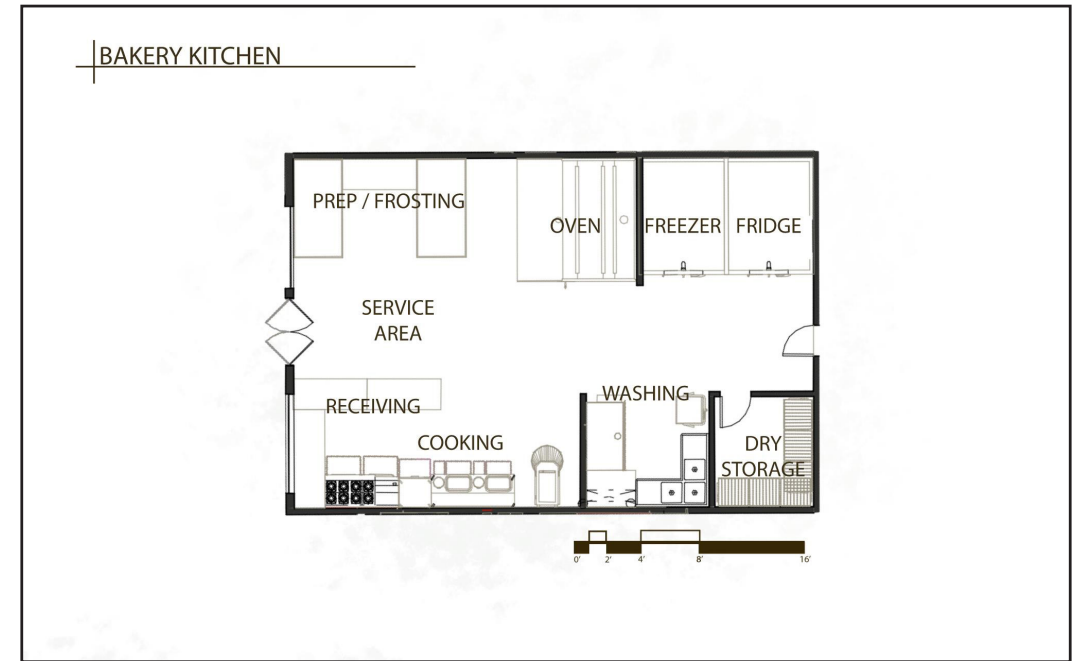 BAKERY KITCHEN
PREP / FROSTING
OVEN
FREEZER
FRIDGE
SERVICE
AREA
RECEIVING
COOKING
WASHING
DRY
STORAGE
0' 2' 4' 8' 16'